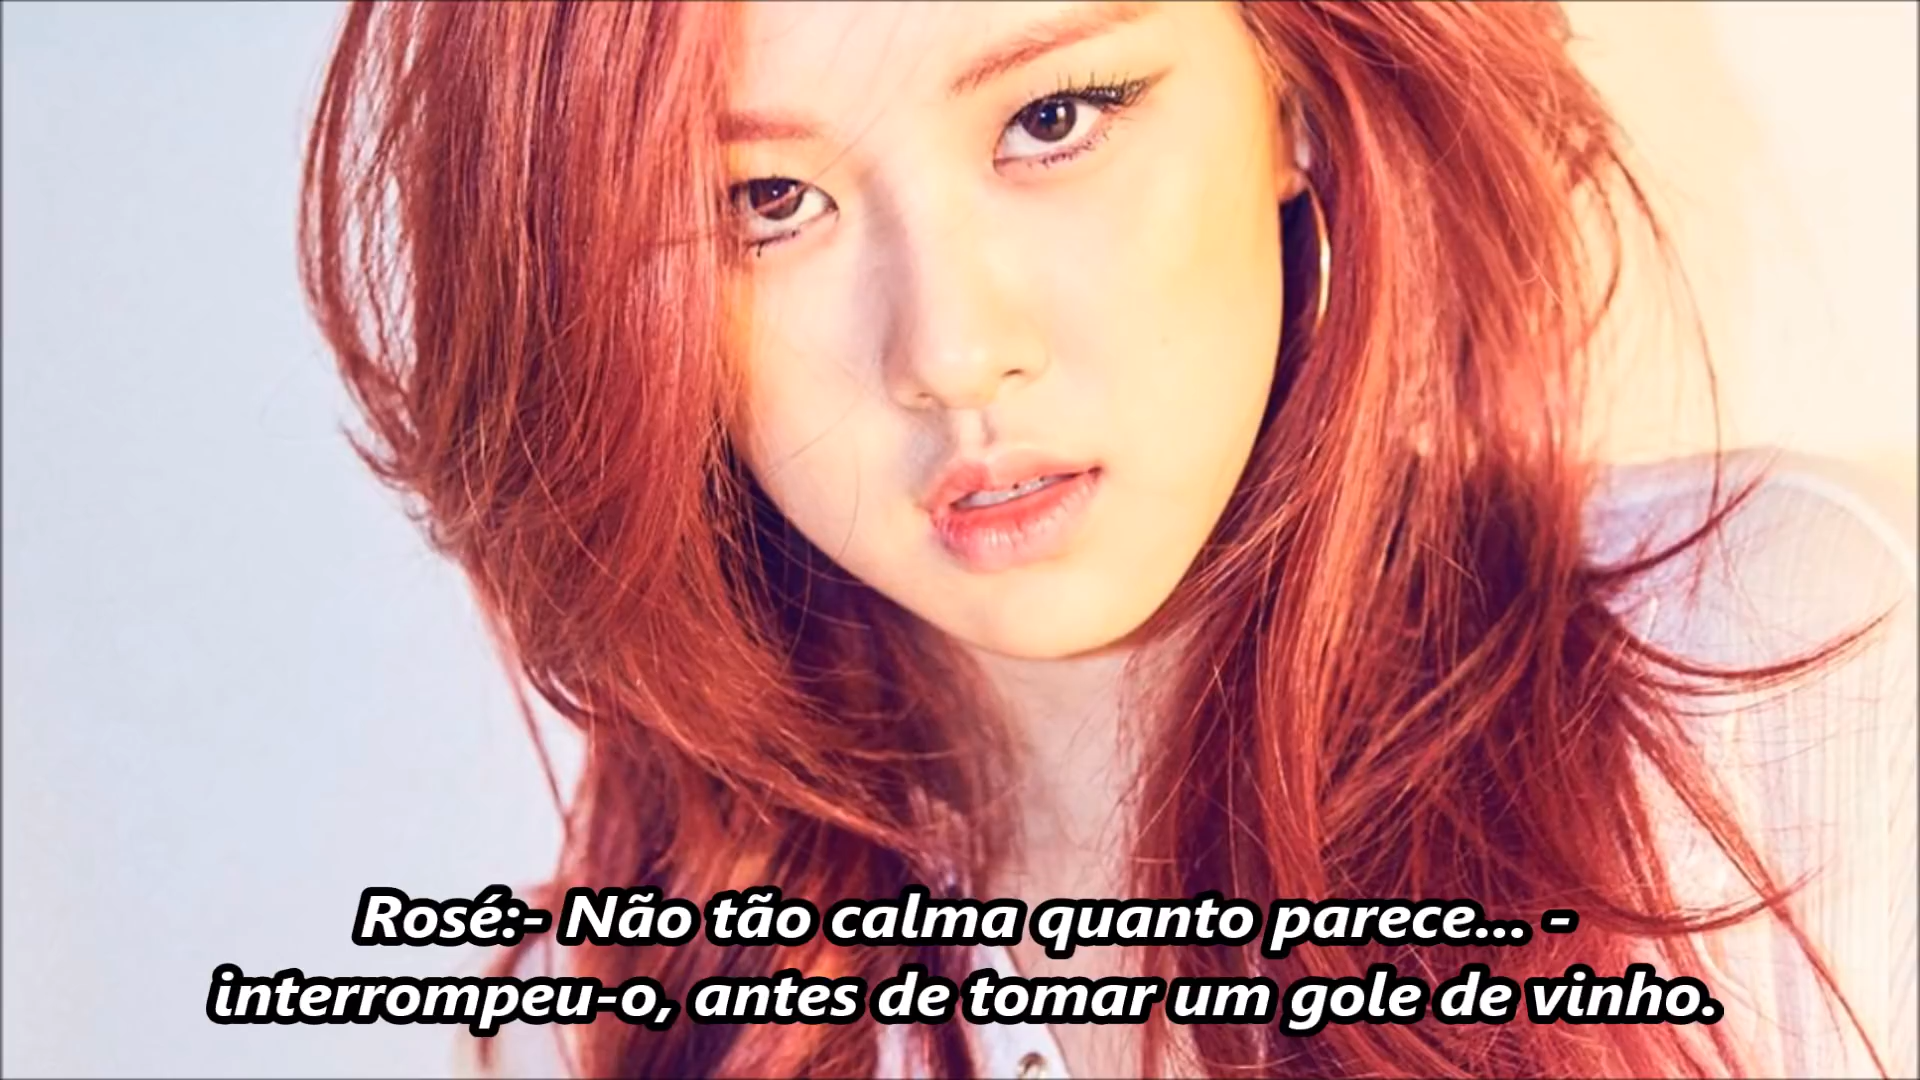 Rosé:- Não tão calma quanto parece... -
interrompeu-o, antes de tomar um gole de vinho.